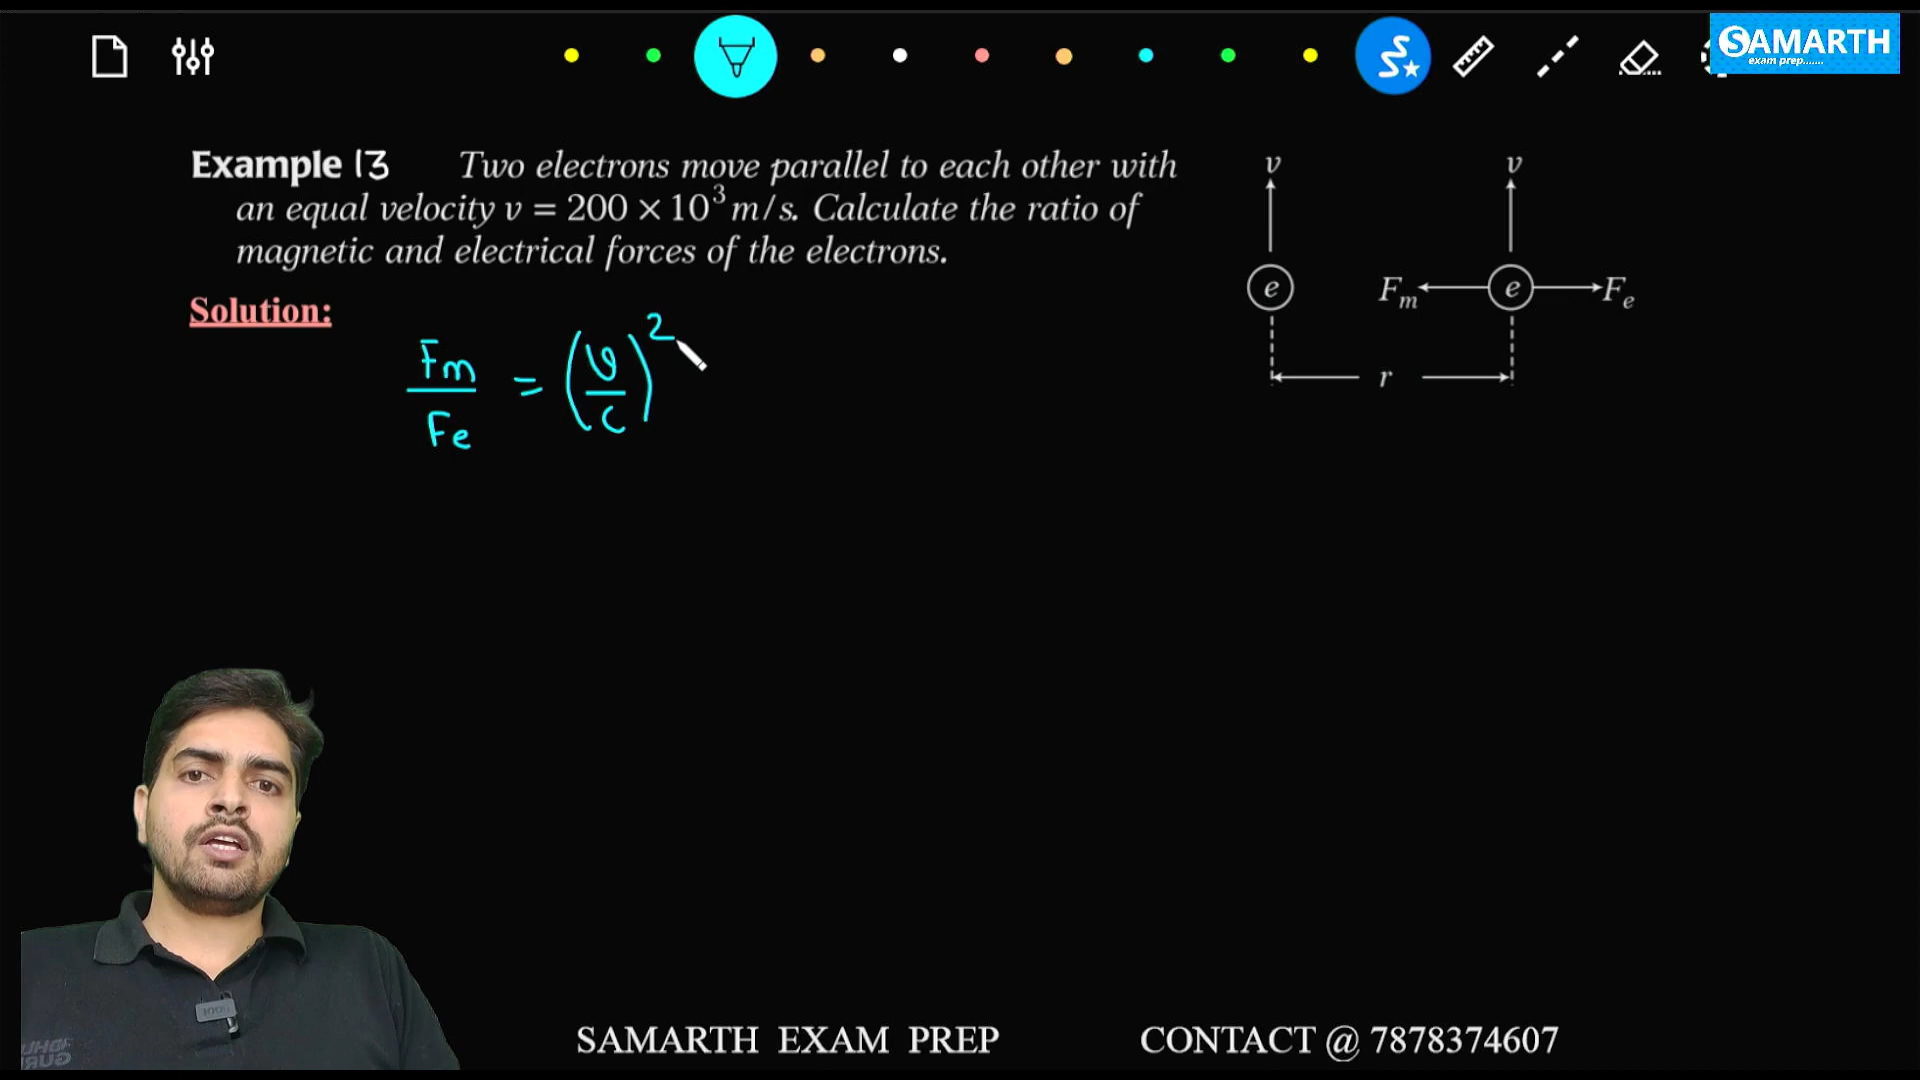 SAMARTH
exam prep.......
Example 13 Two electrons move parallel to each other with
an equal velocity v = 200 × 10³ m/s. Calculate the ratio of
magnetic and electrical forces of the electrons.
v v
e Fm e Fe
r
Solution:
Fm/Fe = (v/c)²
SAMARTH EXAM PREP CONTACT @ 7878374607